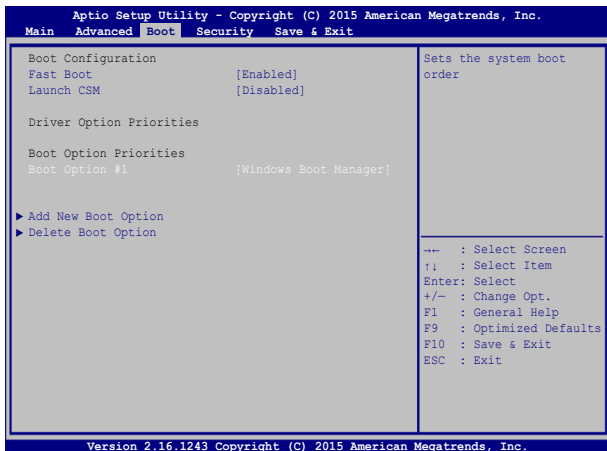 Aptio Setup Utility - Copyright (C) 2015 American Megatrends, Inc.
Main Advanced Boot Security Save & Exit
Boot Configuration
Fast Boot [Enabled]
Launch CSM [Disabled]
Driver Option Priorities
Boot Option Priorities
Boot Option #1 [Windows Boot Manager]
▶ Add New Boot Option
▶ Delete Boot Option
Sets the system boot
order
→← : Select Screen
↑↓ : Select Item
Enter: Select
+/— : Change Opt.
F1 : General Help
F9 : Optimized Defaults
F10 : Save & Exit
ESC : Exit
Version 2.16.1243 Copyright (C) 2015 American Megatrends, Inc.